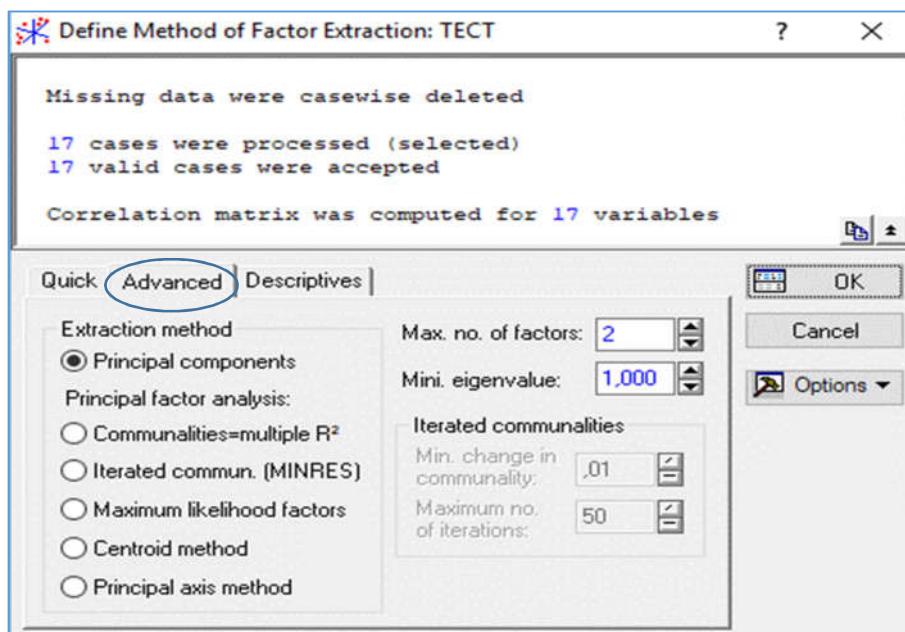 Define Method of Factor Extraction: TECT ?
Missing data were casewise deleted
17 cases were processed (selected)
17 valid cases were accepted
Correlation matrix was computed for 17 variables
Quick Advanced Descriptives
Extraction method
Principal components
Principal factor analysis:
Communalities=multiple R²
Iterated commun. (MINRES)
Maximum likelihood factors
Centroid method
Principal axis method
Max. no. of factors: 2
Mini. eigenvalue: 1,000
Iterated communalities
Min. change in
communality: ,01
Maximum no.
of iterations: 50
OK
Cancel
Options